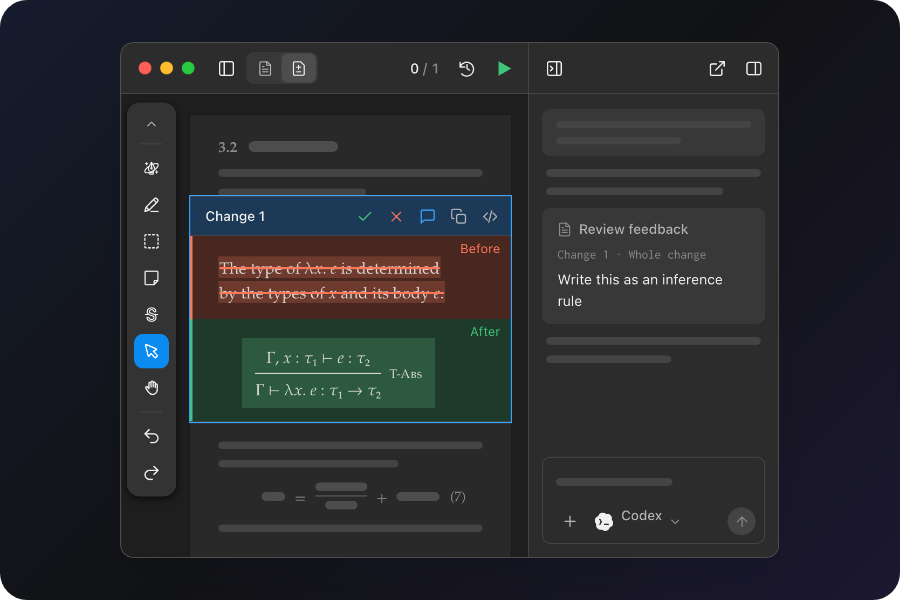 0 / 1
3.2
Change 1
Before
The type of λx. e is determined
by the types of x and its body e.
After
Γ, x : τ₁ ⊢ e : τ₂
T-Abs
Γ ⊢ λx. e : τ₁ → τ₂
= + (7)
Review feedback
Change 1 · Whole change
Write this as an inference
rule
Codex